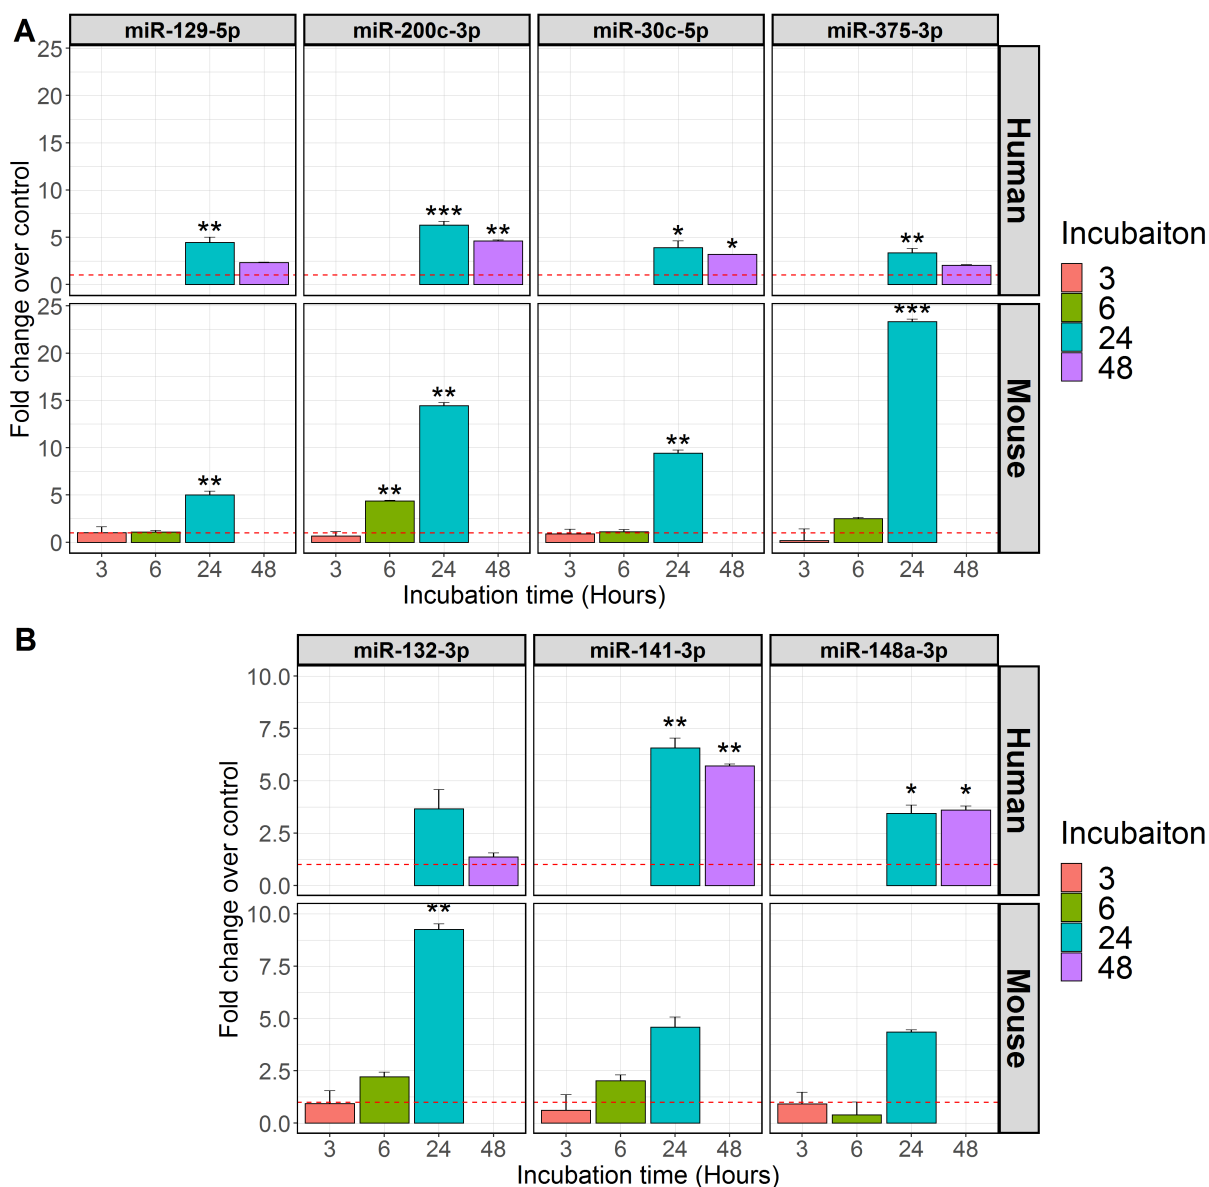 A
miR-129-5p miR-200c-3p miR-30c-5p miR-375-3p
Fold change over control
25
20
15
10
5
0
** *** ** * * **
Human
25
20
15
10
5
0
** ** ** ** ***
Mouse
3 6 24 48 3 6 24 48 3 6 24 48 3 6 24 48
Incubation time (Hours)
Incubaiton
3
6
24
48
B
miR-132-3p miR-141-3p miR-148a-3p
Fold change over control
10.0
7.5
5.0
2.5
0.0
** ** * *
Human
10.0
7.5
5.0
2.5
0.0
**
Mouse
3 6 24 48 3 6 24 48 3 6 24 48
Incubation time (Hours)
Incubaiton
3
6
24
48